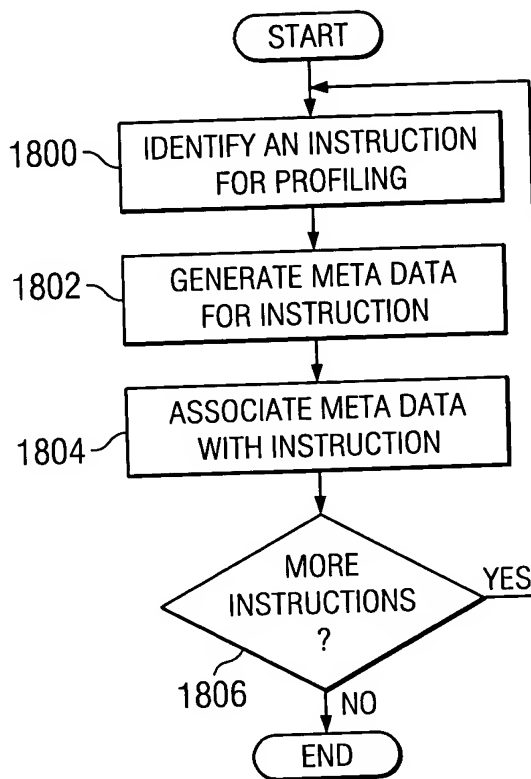 START
1800
IDENTIFY AN INSTRUCTION
FOR PROFILING
1802
GENERATE META DATA
FOR INSTRUCTION
1804
ASSOCIATE META DATA
WITH INSTRUCTION
MORE
INSTRUCTIONS
?
YES
1806
NO
END